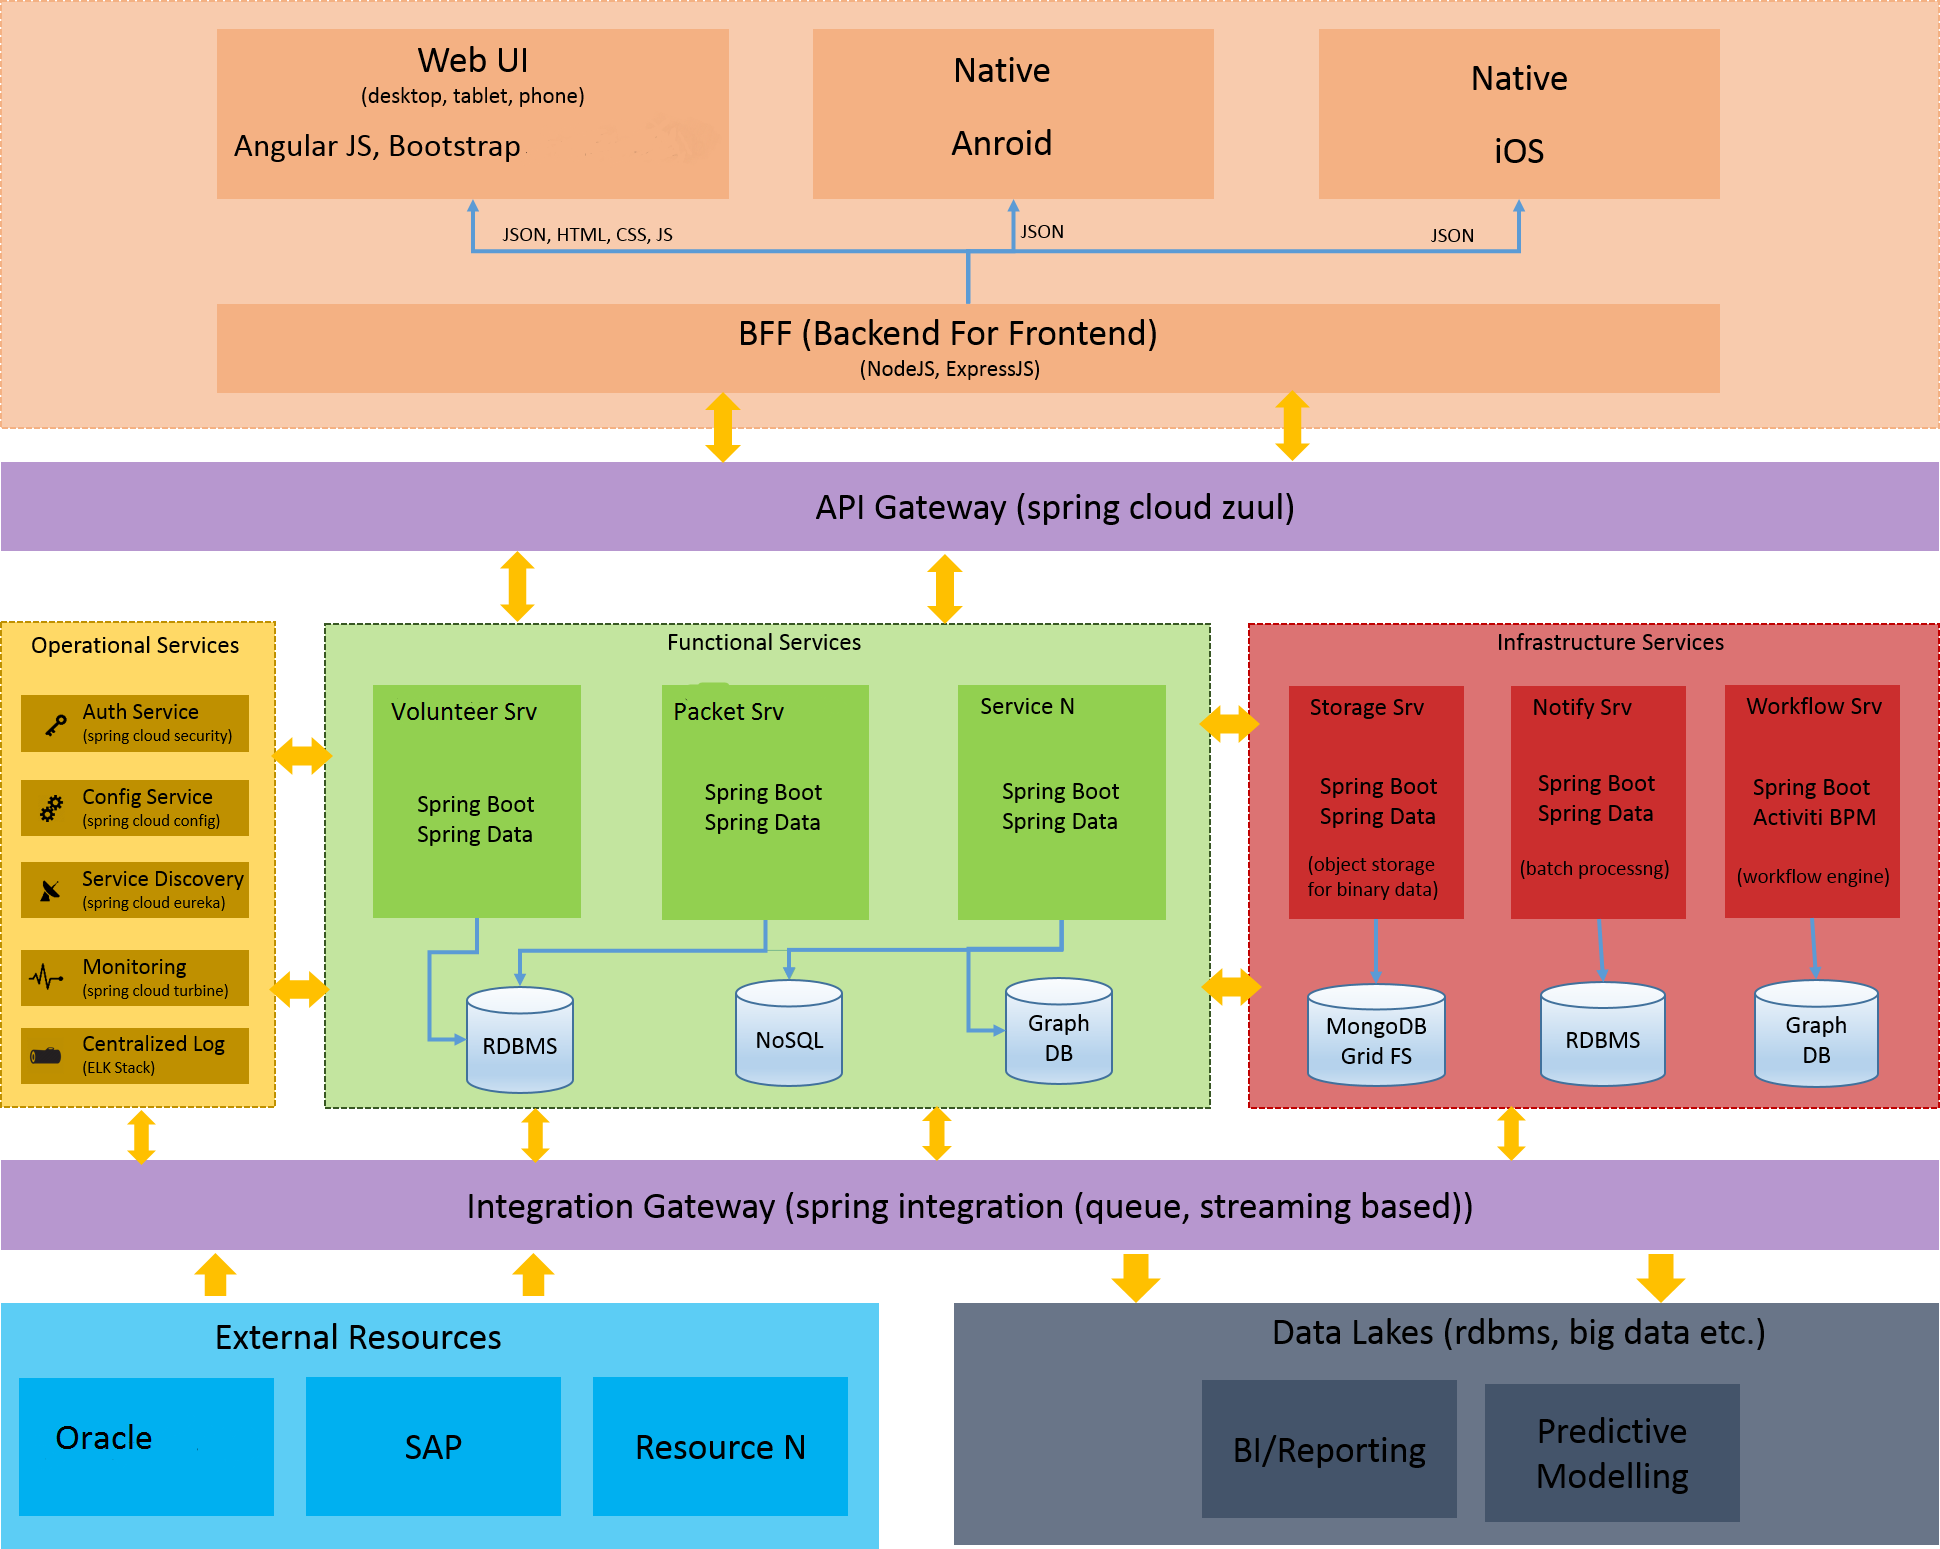 Web UI
(desktop, tablet, phone)
Angular JS, Bootstrap
Native
Anroid
Native
iOS
JSON, HTML, CSS, JS
JSON
JSON
BFF (Backend For Frontend)
(NodeJS, ExpressJS)
API Gateway (spring cloud zuul)
Operational Services
Auth Service
(spring cloud security)
Config Service
(spring cloud config)
Service Discovery
(spring cloud eureka)
Monitoring
(spring cloud turbine)
Centralized Log
(ELK Stack)
Functional Services
Volunteer Srv
Spring Boot
Spring Data
Packet Srv
Spring Boot
Spring Data
Service N
Spring Boot
Spring Data
RDBMS
NoSQL
Graph
DB
Infrastructure Services
Storage Srv
Spring Boot
Spring Data
(object storage
for binary data)
Notify Srv
Spring Boot
Spring Data
(batch processng)
Workflow Srv
Spring Boot
Activiti BPM
(workflow engine)
MongoDB
Grid FS
RDBMS
Graph
DB
Integration Gateway (spring integration (queue, streaming based))
External Resources
Oracle
SAP
Resource N
Data Lakes (rdbms, big data etc.)
BI/Reporting
Predictive
Modelling